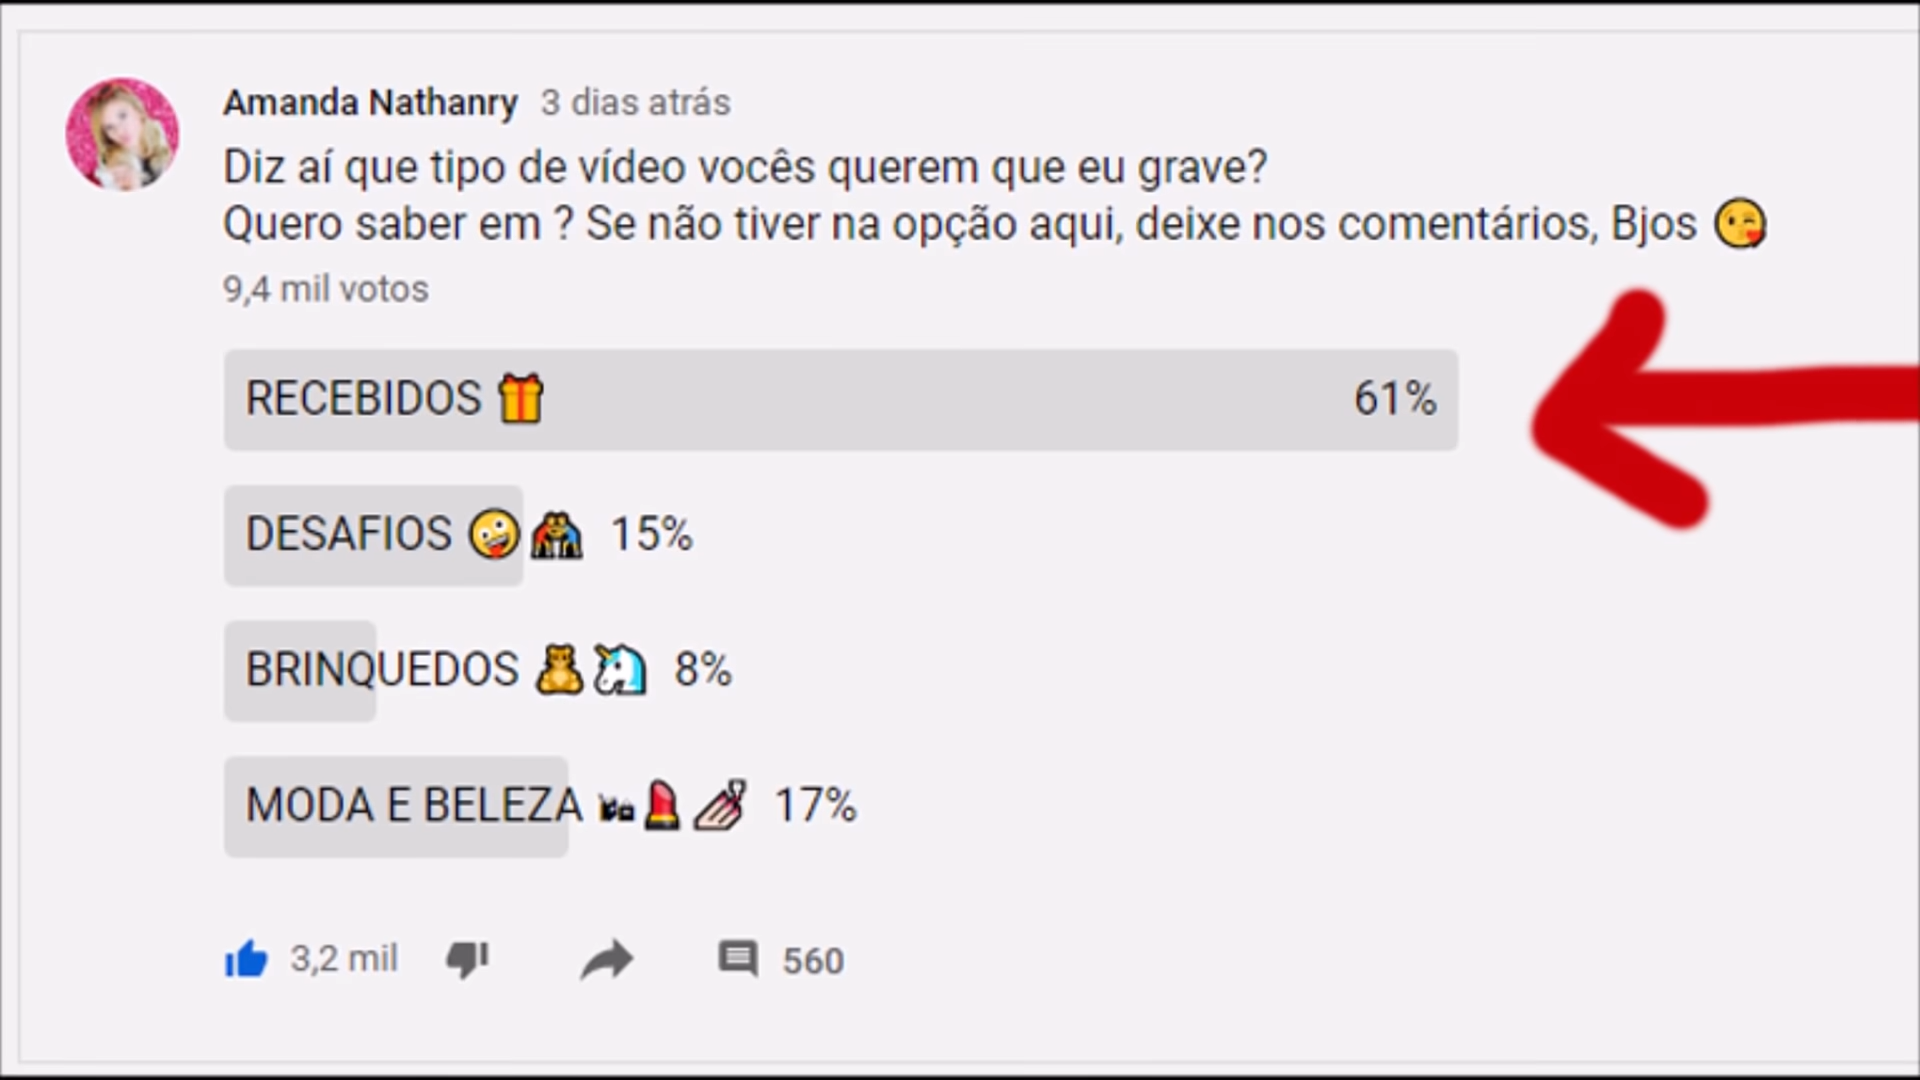 Amanda Nathanry 3 dias atrás
Diz aí que tipo de vídeo vocês querem que eu grave?
Quero saber em ? Se não tiver na opção aqui, deixe nos comentários, Bjos 😘
9,4 mil votos
RECEBIDOS 🎁 61%
DESAFIOS 15%
BRINQUEDOS 🧸🦄 8%
MODA E BELEZA 💄💅 17%
3,2 mil 560